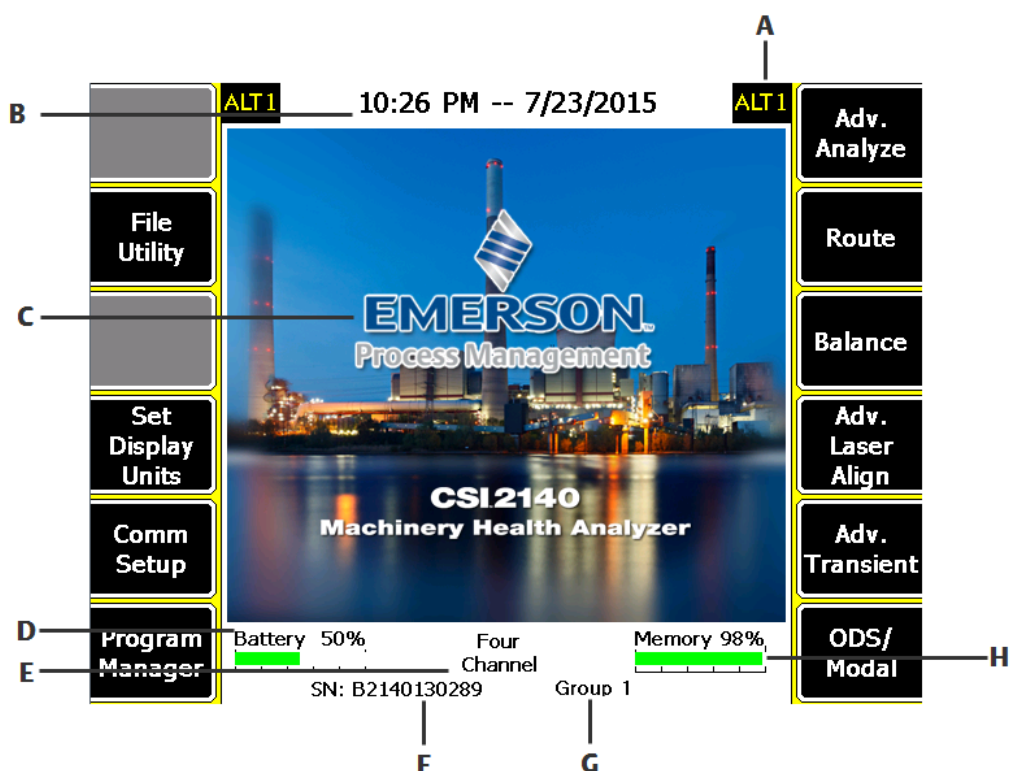 A
B
ALT1
10:26 PM -- 7/23/2015
ALT1
Adv.
Analyze
File
Utility
Route
C
EMERSON™
Process Management
Balance
Set
Display
Units
Adv.
Laser
Align
CSI 2140
Machinery Health Analyzer
Comm
Setup
Adv.
Transient
D
Program
Manager
Battery 50%
Four
Channel
Memory 98%
ODS/
Modal
E
H
SN: B2140130289
Group 1
F
G